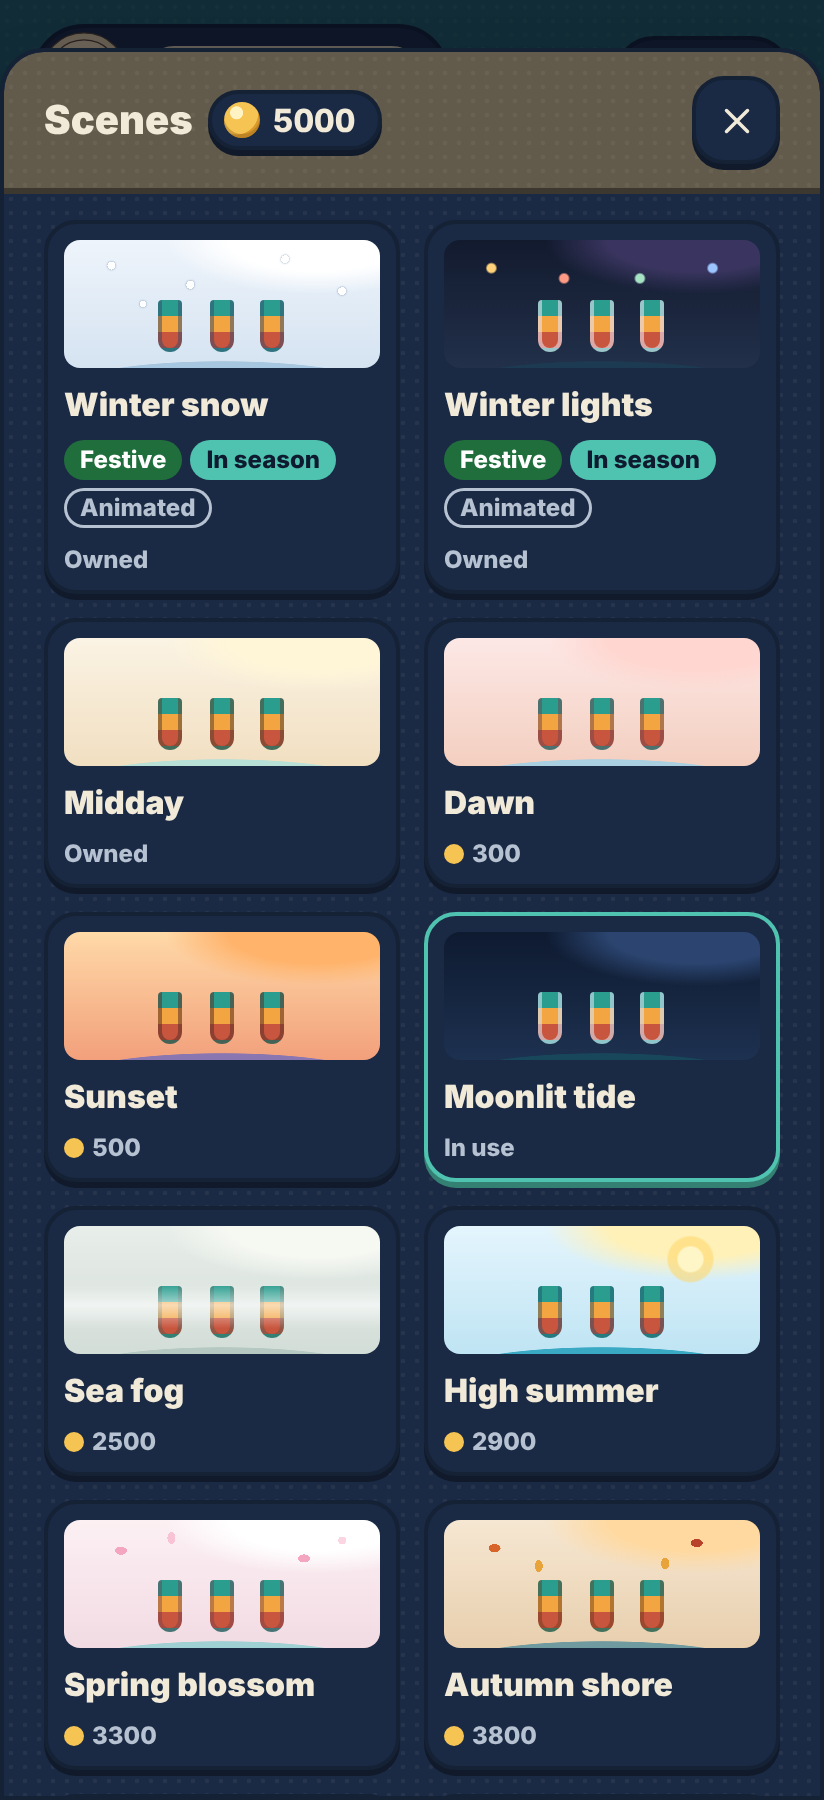 Scenes
5000
Winter snow
Festive
In season
Animated
Owned
Winter lights
Festive
In season
Animated
Owned
Midday
Owned
Dawn
300
Sunset
500
Moonlit tide
In use
Sea fog
2500
High summer
2900
Spring blossom
3300
Autumn shore
3800